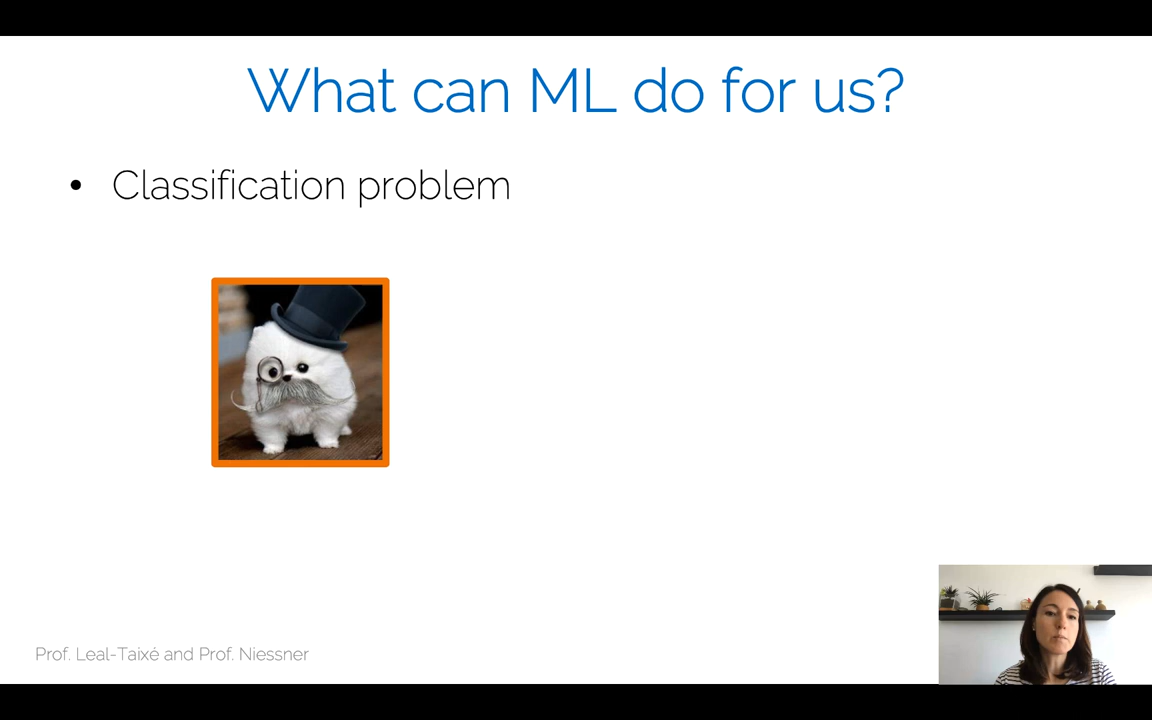 What can ML do for us?
• Classification problem
Prof. Leal-Taixé and Prof. Niessner